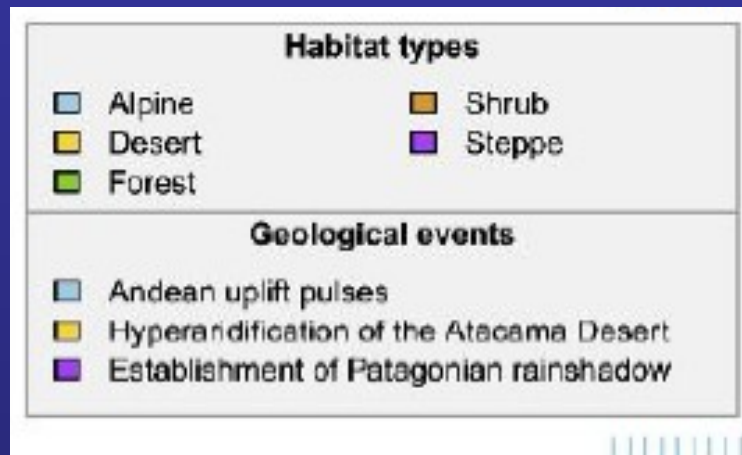 Habitat types
Alpine Shrub
Desert Steppe
Forest
Geological events
Andean uplift pulses
Hyperaridification of the Atacama Desert
Establishment of Patagonian rainshadow